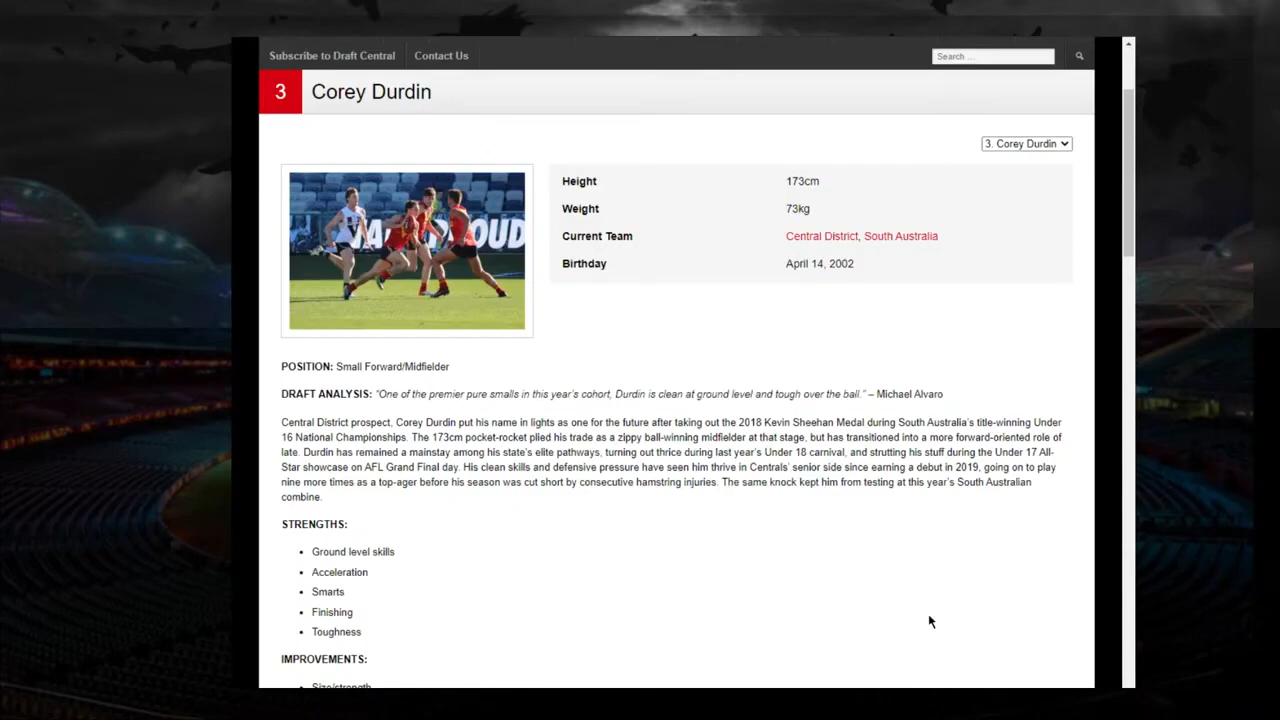 Subscribe to Draft Central Contact Us Search ...
3 Corey Durdin
3. Corey Durdin
Height 173cm
Weight 73kg
Current Team Central District, South Australia
Birthday April 14, 2002
POSITION: Small Forward/Midfielder
DRAFT ANALYSIS: “One of the premier pure smalls in this year’s cohort, Durdin is clean at ground level and tough over the ball.” – Michael Alvaro
Central District prospect, Corey Durdin put his name in lights as one for the future after taking out the 2018 Kevin Sheehan Medal during South Australia’s title-winning Under
16 National Championships. The 173cm pocket-rocket plied his trade as a zippy ball-winning midfielder at that stage, but has transitioned into a more forward-oriented role of
late. Durdin has remained a mainstay among his state’s elite pathways, turning out thrice during last year’s Under 18 carnival, and strutting his stuff during the Under 17 All-
Star showcase on AFL Grand Final day. His clean skills and defensive pressure have seen him thrive in Centrals’ senior side since earning a debut in 2019, going on to play
nine more times as a top-ager before his season was cut short by consecutive hamstring injuries. The same knock kept him from testing at this year’s South Australian
combine.
STRENGTHS:
Ground level skills
Acceleration
Smarts
Finishing
Toughness
IMPROVEMENTS:
Size/strength